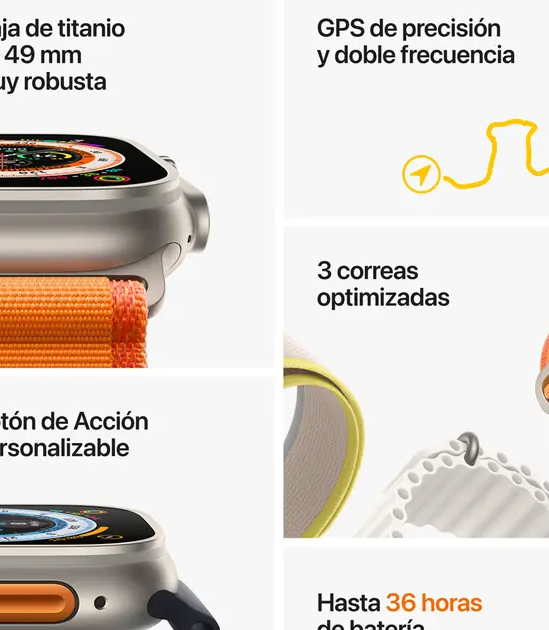 ja de titanio
49 mm
uy robusta
GPS de precisión
y doble frecuencia
3 correas
optimizadas
tón de Acción
rsonalizable
Hasta 36 horas
de batería